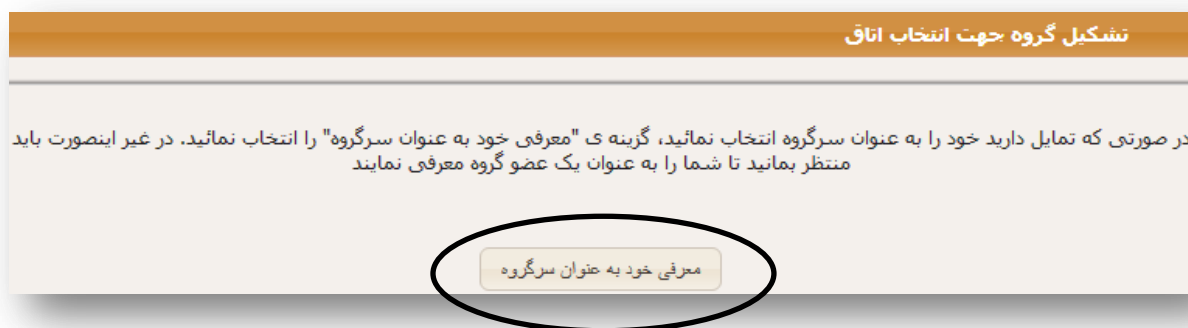 تشکیل گروه جهت انتخاب اتاق
در صورتی که تمایل دارید خود را به عنوان سرگروه انتخاب نمائید، گزینه ی "معرفی خود به عنوان سرگروه" را انتخاب نمائید. در غیر اینصورت باید
منتظر بمانید تا شما را به عنوان یک عضو گروه معرفی نمایند
معرفی خود به عنوان سرگروه